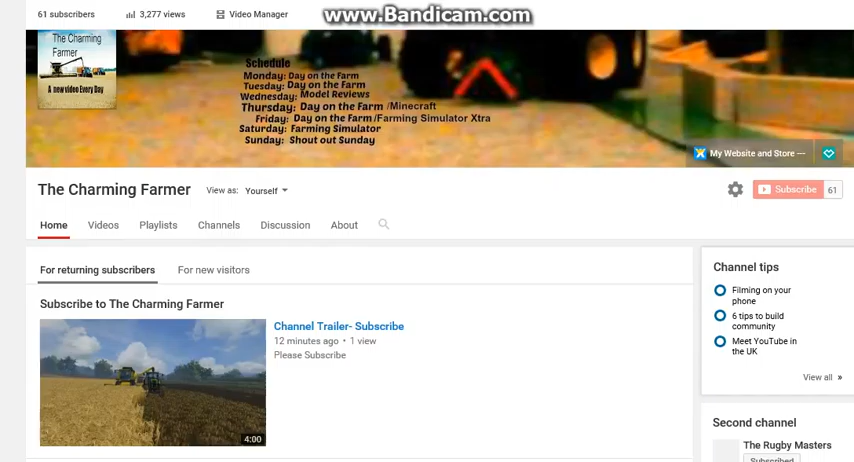 61 subscribers
3,277 views
Video Manager
www.Bandicam.com
The Charming
Farmer
A new video Every Day
Schedule
Monday: Day on the Farm
Tuesday: Day on the Farm
Wednesday: Model Reviews
Thursday: Day on the Farm /Minecraft
Friday: Day on the Farm/Farming Simulator Xtra
Saturday: Farming Simulator
Sunday: Shout out Sunday
My Website and Store ---
The Charming Farmer
View as: Yourself
Subscribe 61
Home Videos Playlists Channels Discussion About
For returning subscribers For new visitors
Subscribe to The Charming Farmer
Channel Trailer- Subscribe
12 minutes ago • 1 view
Please Subscribe
4:00
Channel tips
Filming on your
phone
6 tips to build
community
Meet YouTube in
the UK
View all »
Second channel
The Rugby Masters
Subscribed